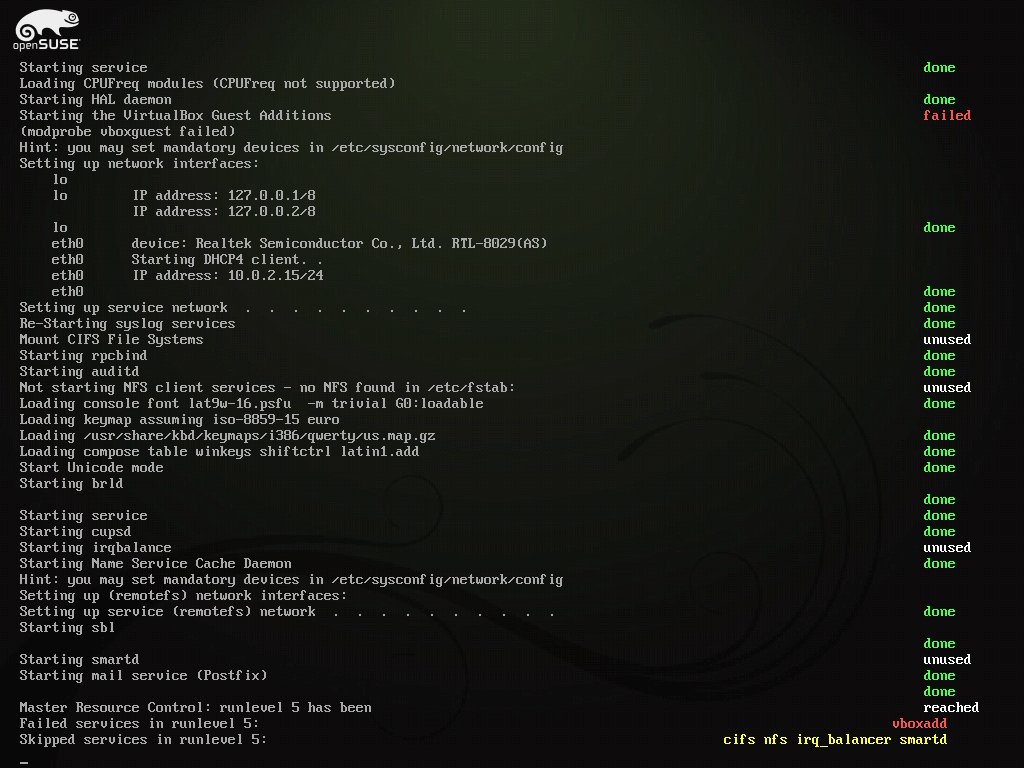 openSUSE
Starting service done
Loading CPUFreq modules (CPUFreq not supported)
Starting HAL daemon done
Starting the VirtualBox Guest Additions failed
(modprobe vboxguest failed)
Hint: you may set mandatory devices in /etc/sysconfig/network/config
Setting up network interfaces:
lo
lo IP address: 127.0.0.1/8
IP address: 127.0.0.2/8
lo done
eth0 device: Realtek Semiconductor Co., Ltd. RTL-8029(AS)
eth0 Starting DHCP4 client. .
eth0 IP address: 10.0.2.15/24
eth0 done
Setting up service network . . . . . . . . . . done
Re-Starting syslog services done
Mount CIFS File Systems unused
Starting rpcbind done
Starting auditd done
Not starting NFS client services - no NFS found in /etc/fstab: unused
Loading console font lat9w-16.psfu -m trivial G0:loadable done
Loading keymap assuming iso-8859-15 euro
Loading /usr/share/kbd/keymaps/i386/qwerty/us.map.gz done
Loading compose table winkeys shiftctrl latin1.add done
Start Unicode mode done
Starting brld
done
Starting service done
Starting cupsd done
Starting irqbalance unused
Starting Name Service Cache Daemon done
Hint: you may set mandatory devices in /etc/sysconfig/network/config
Setting up (remotefs) network interfaces:
Setting up service (remotefs) network . . . . . . . . . . done
Starting sbl
done
Starting smartd unused
Starting mail service (Postfix) done
done
Master Resource Control: runlevel 5 has been reached
Failed services in runlevel 5: vboxadd
Skipped services in runlevel 5: cifs nfs irq_balancer smartd
_